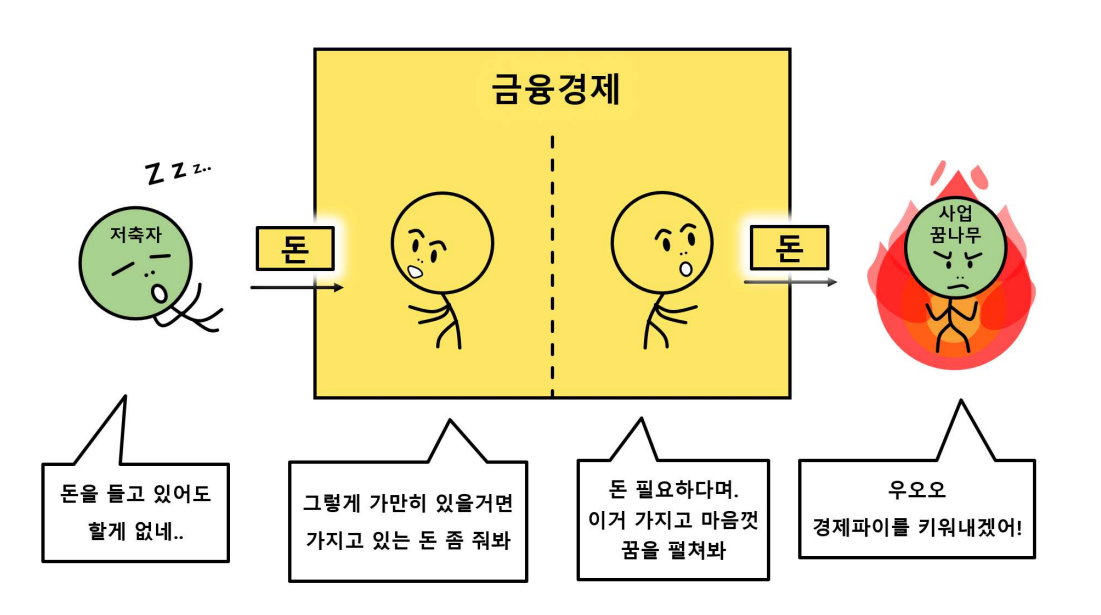 금융경제
z z z..
저축자
돈
돈
사업
꿈나무
돈을 들고 있어도
할게 없네..
그렇게 가만히 있을거면
가지고 있는 돈 좀 줘봐
돈 필요하다며.
이거 가지고 마음껏
꿈을 펼쳐봐
우오오
경제파이를 키워내겠어!